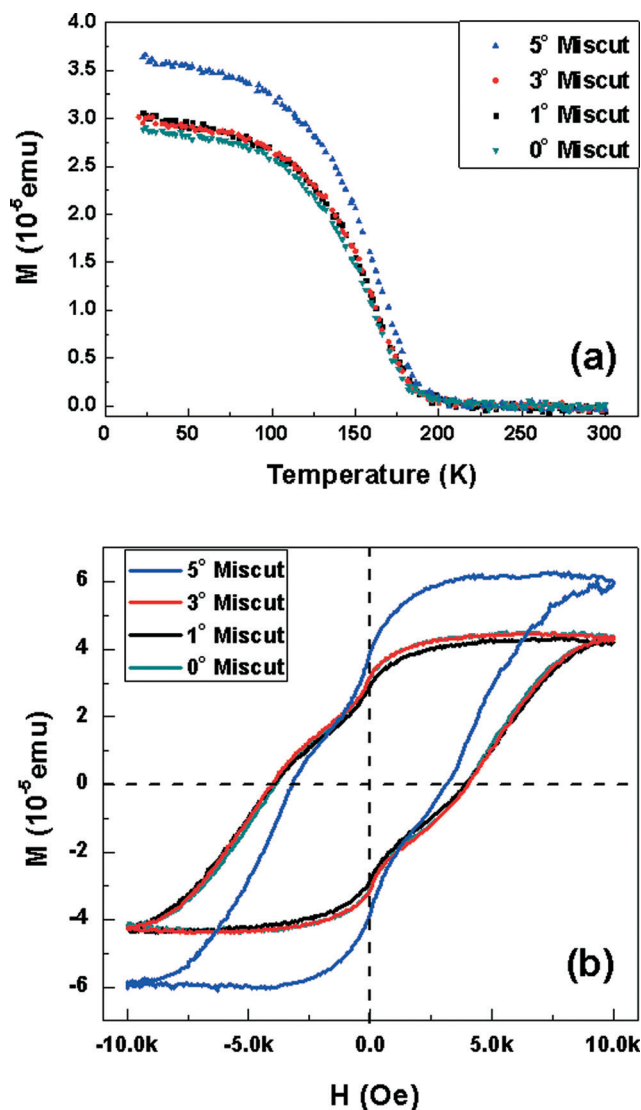 4.0
3.5
3.0
2.5
2.0
1.5
1.0
0.5
0.0
M (10⁻⁵emu)
5° Miscut
3° Miscut
1° Miscut
0° Miscut
(a)
0 50 100 150 200 250 300
Temperature (K)
6
4
2
0
-2
-4
-6
M (10⁻⁵emu)
5° Miscut
3° Miscut
1° Miscut
0° Miscut
(b)
-10.0k -5.0k 0.0 5.0k 10.0k
H (Oe)